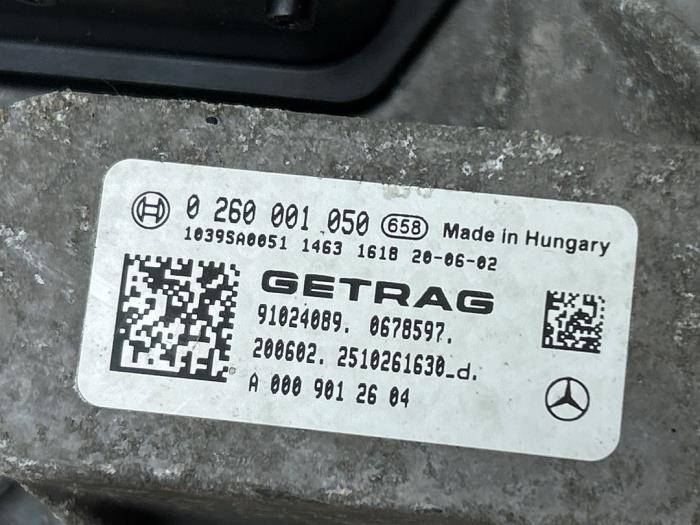 0 260 001 050 658 Made in Hungary
1039SA0051 1463 1618 20-06-02
GETRAG
91024089. 0678597.
200602. 2510261630_d.
A 000 901 26 04